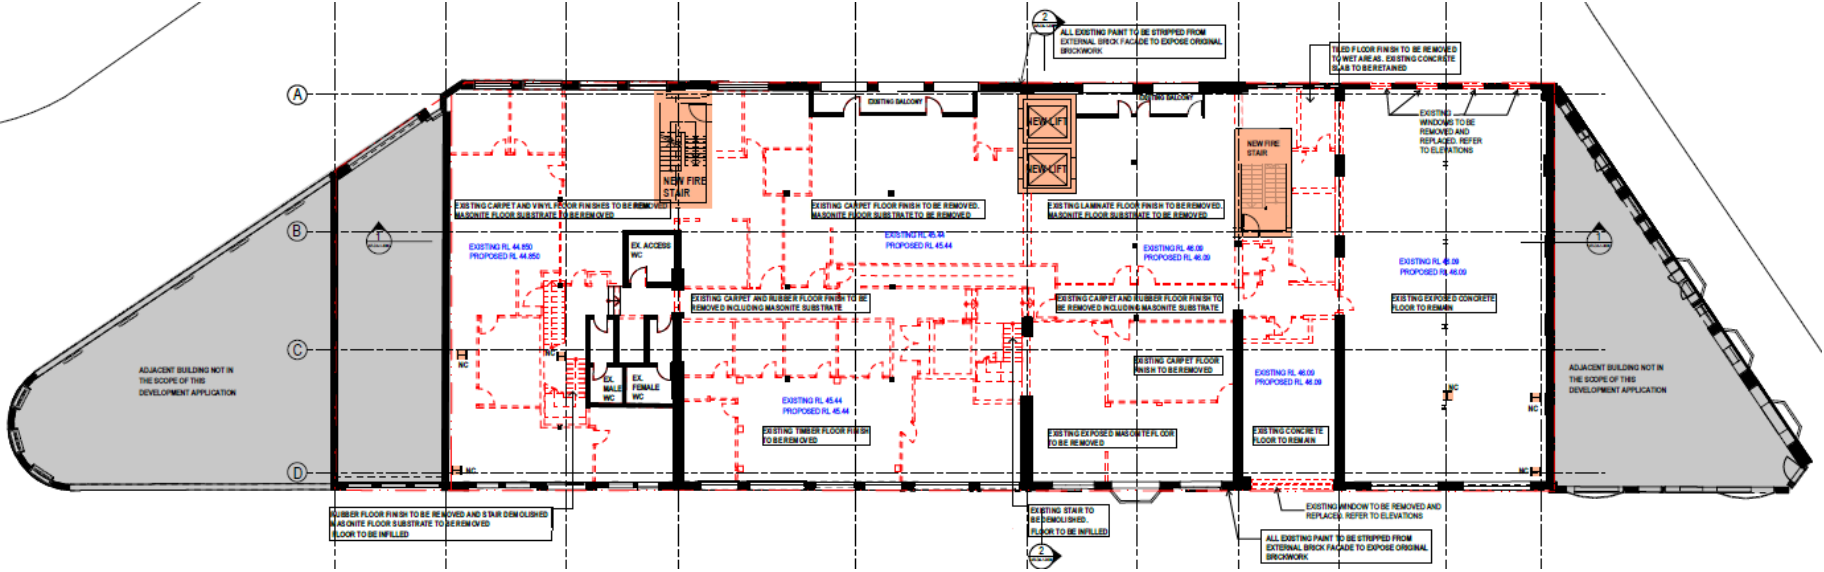 2
ALL EXISTING PAINT TO BE STRIPPED FROM
EXTERNAL BRICK FACADE TO EXPOSE ORIGINAL
BRICKWORK
TILED FLOOR FINISH TO BE REMOVED
TO WET AREAS. EXISTING CONCRETE
SLAB TO BE RETAINED
A
EXISTING BALCONY
EXISTING BALCONY
NEW LIFT
NEW LIFT
EXISTING
WINDOWS TO BE
REMOVED AND
REPLACED. REFER
TO ELEVATIONS
NEW FIRE
STAIR
NEW FIRE
STAIR
EXISTING CARPET AND VINYL FLOOR FINISHES TO BE REMOVED
MASONITE FLOOR SUBSTRATE TO BE REMOVED
EXISTING CARPET FLOOR FINISH TO BE REMOVED.
MASONITE FLOOR SUBSTRATE TO BE REMOVED
EXISTING LAMINATE FLOOR FINISH TO BE REMOVED.
MASONITE FLOOR SUBSTRATE TO BE REMOVED
B
1
1
EXISTING RL 44.850
PROPOSED RL 44.850
EX. ACCESS
WC
EXISTING RL 45.44
PROPOSED RL 45.44
EXISTING RL 46.09
PROPOSED RL 46.09
EXISTING RL 46.09
PROPOSED RL 46.09
EXISTING CARPET AND RUBBER FLOOR FINISH TO BE
REMOVED INCLUDING MASONITE SUBSTRATE
EXISTING CARPET AND RUBBER FLOOR FINISH TO
BE REMOVED INCLUDING MASONITE SUBSTRATE
EXISTING EXPOSED CONCRETE
FLOOR TO REMAIN
C
NC
NC
ADJACENT BUILDING NOT IN
THE SCOPE OF THIS
DEVELOPMENT APPLICATION
EX.
MALE
WC
EX.
FEMALE
WC
EXISTING CARPET FLOOR
FINISH TO BE REMOVED
EXISTING RL 46.09
PROPOSED RL 46.09
ADJACENT BUILDING NOT IN
THE SCOPE OF THIS
DEVELOPMENT APPLICATION
NC
NC
EXISTING RL 45.44
PROPOSED RL 45.44
EXISTING TIMBER FLOOR FINISH
TO BE REMOVED
EXISTING EXPOSED MASONITE FLOOR
TO BE REMOVED
EXISTING CONCRETE
FLOOR TO REMAIN
D
NC
NC
RUBBER FLOOR FINISH TO BE REMOVED AND STAIR DEMOLISHED
MASONITE FLOOR SUBSTRATE TO BE REMOVED
FLOOR TO BE INFILLED
EXISTING STAIR TO
BE DEMOLISHED.
FLOOR TO BE INFILLED
EXISTING WINDOW TO BE REMOVED AND
REPLACED. REFER TO ELEVATIONS
2
ALL EXISTING PAINT TO BE STRIPPED FROM
EXTERNAL BRICK FACADE TO EXPOSE ORIGINAL
BRICKWORK